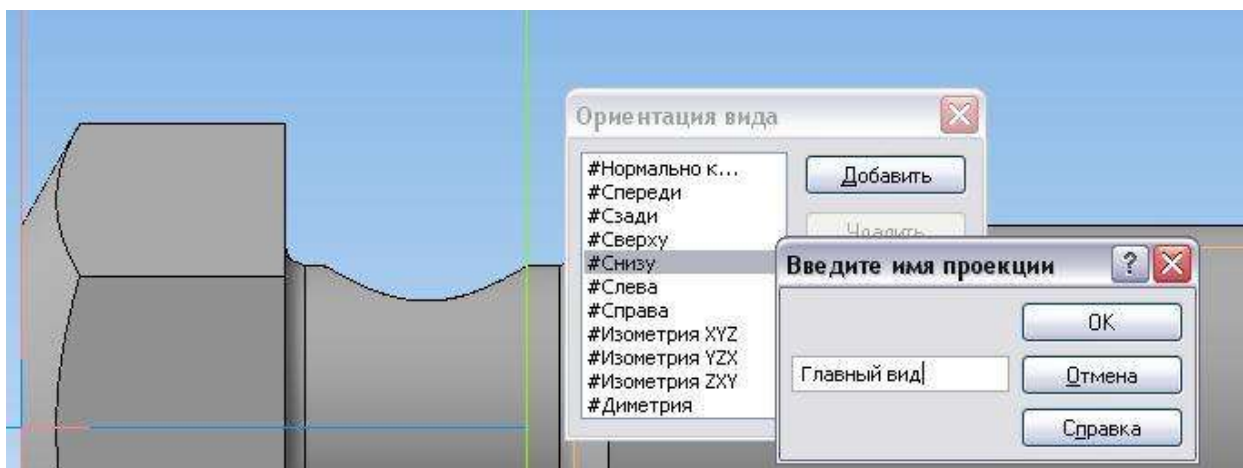 Ориентация вида
#Нормально к...
#Спереди
#Сзади
#Сверху
#Снизу
#Слева
#Справа
#Изометрия XYZ
#Изометрия YZX
#Изометрия ZXY
#Диметрия
Добавить
Удалить
Введите имя проекции
?
Главный вид
OK
Отмена
Справка